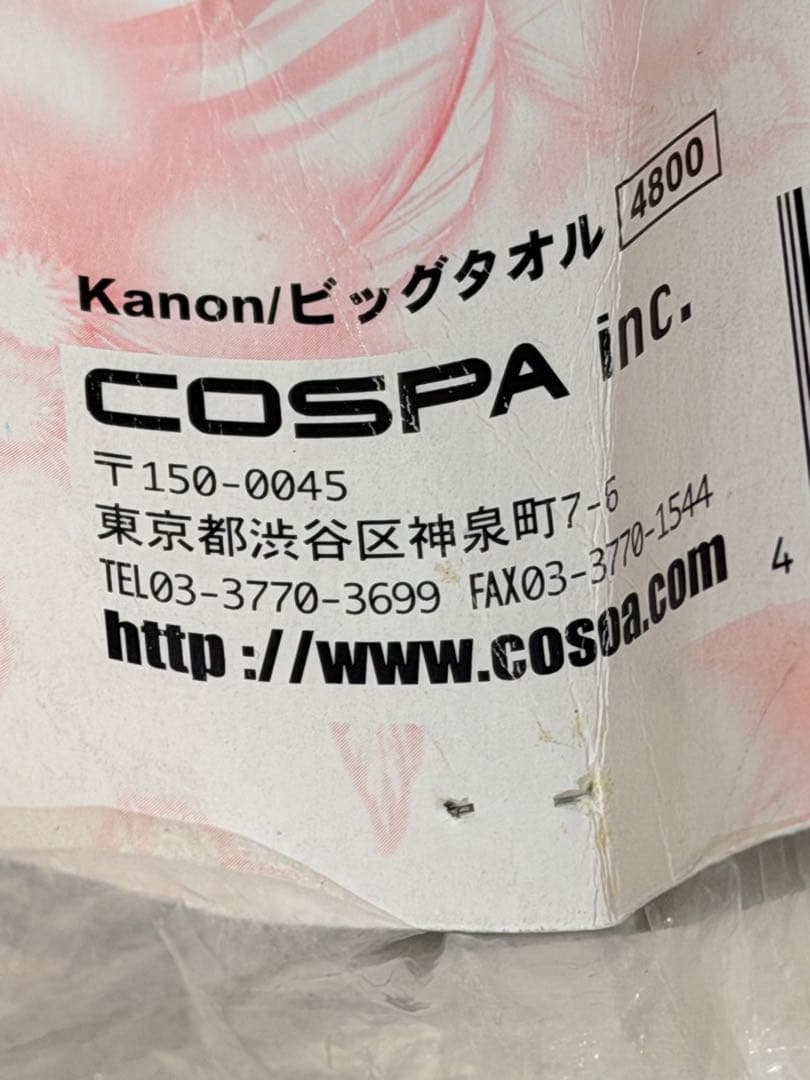 Kanon/ビッグタオル 4800
COSPA inc.
〒150-0045
東京都渋谷区神泉町7-6
TEL03-3770-3699 FAX03-3770-1544
http://www.cospa.com
4